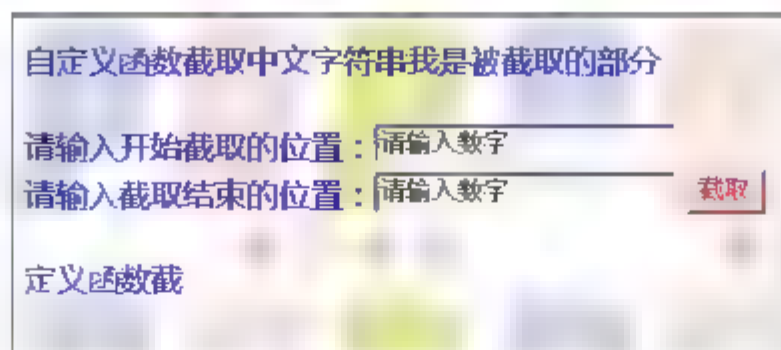 自定义函数截取中文字符串我是被截取的部分
请输入开始截取的位置：请输入数字
请输入截取结束的位置：请输入数字 截取
定义函数截